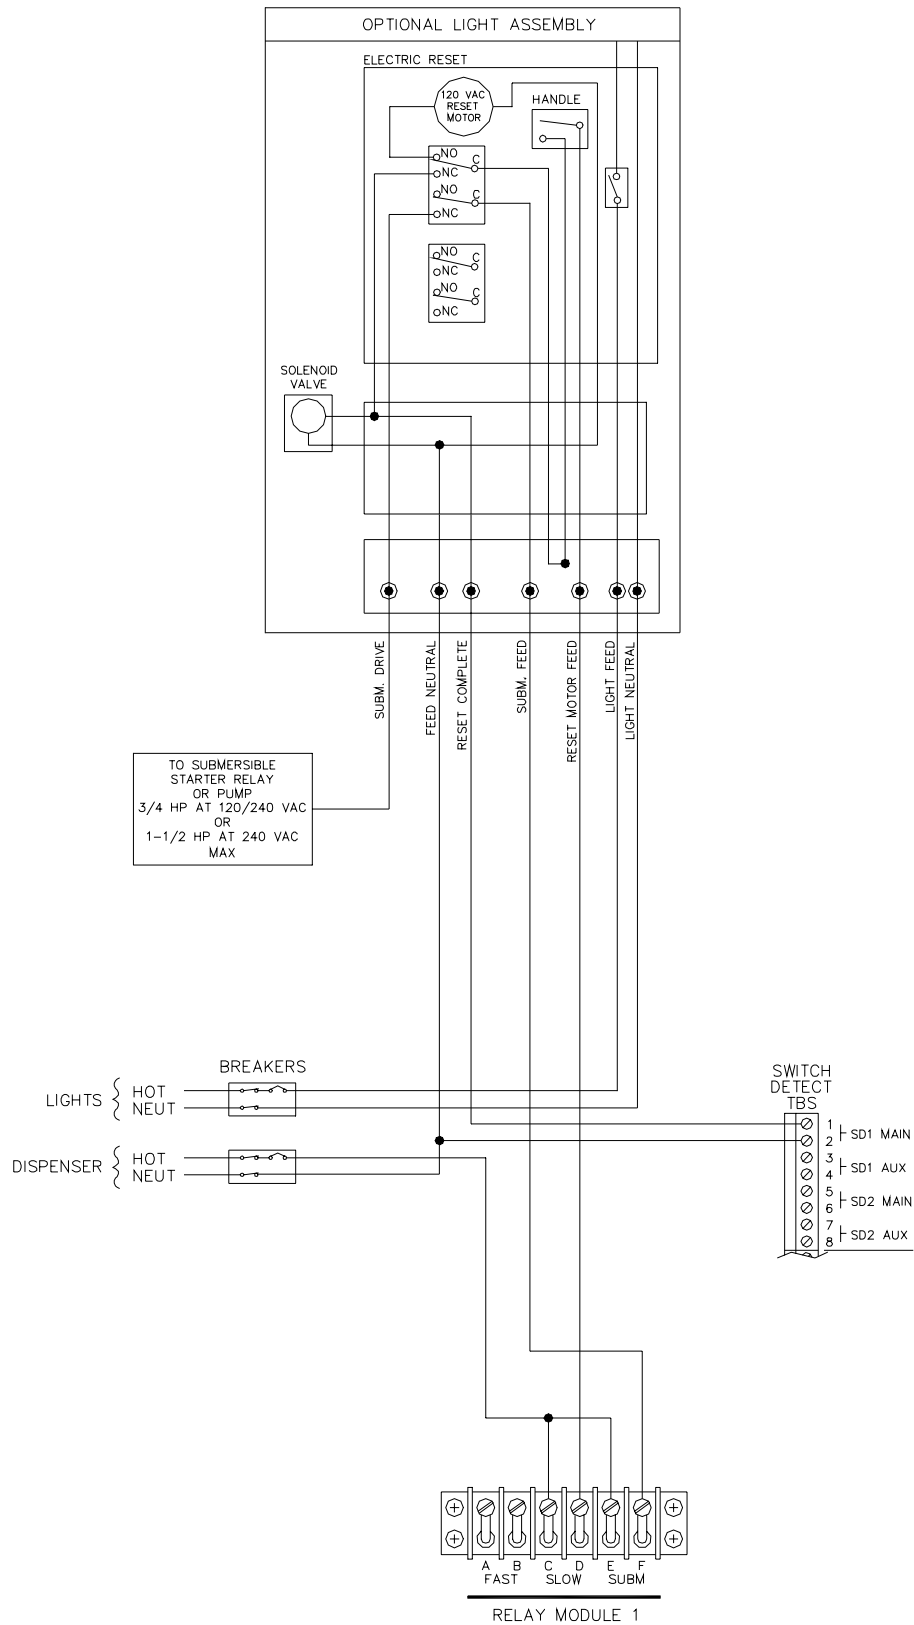 OPTIONAL LIGHT ASSEMBLY
ELECTRIC RESET
120 VAC
RESET
MOTOR
HANDLE
NO
C
NC
NO
C
NC
NO
C
NC
NO
C
NC
SOLENOID
VALVE
SUBM. DRIVE
FEED NEUTRAL
RESET COMPLETE
SUBM. FEED
RESET MOTOR FEED
LIGHT FEED
LIGHT NEUTRAL
TO SUBMERSIBLE
STARTER RELAY
OR PUMP
3/4 HP AT 120/240 VAC
OR
1-1/2 HP AT 240 VAC
MAX
BREAKERS
LIGHTS
HOT
NEUT
DISPENSER
HOT
NEUT
SWITCH
DETECT
TBS
1
2
SD1 MAIN
3
4
SD1 AUX
5
6
SD2 MAIN
7
8
SD2 AUX
A B C D E F
FAST SLOW SUBM
RELAY MODULE 1